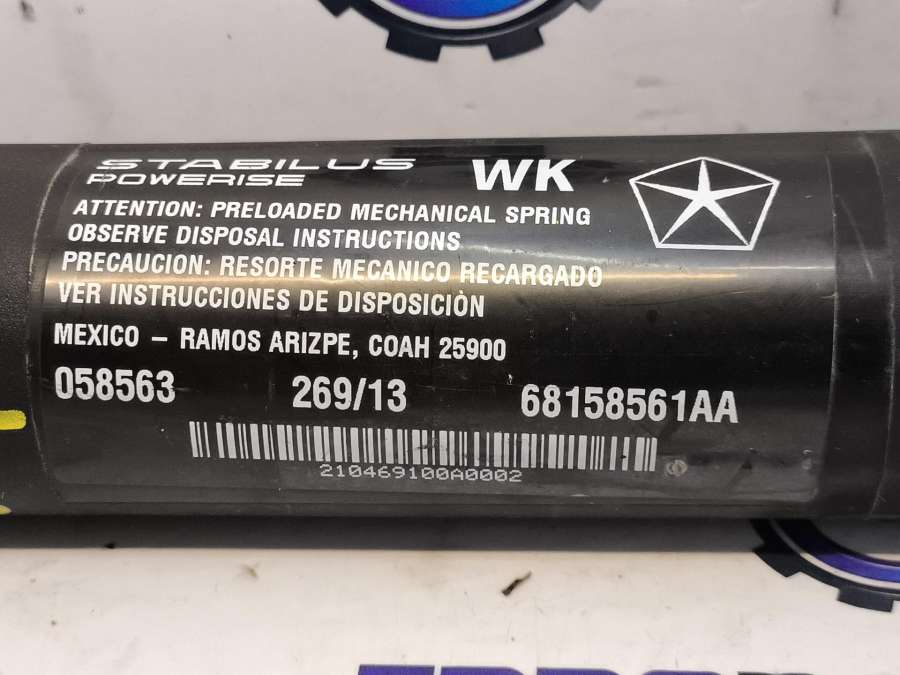 STABILUS WK
POWERISE
ATTENTION: PRELOADED MECHANICAL SPRING
OBSERVE DISPOSAL INSTRUCTIONS
PRECAUCION: RESORTE MECANICO RECARGADO
VER INSTRUCCIONES DE DISPOSICIÓN
MEXICO – RAMOS ARIZPE, COAH 25900
058563 269/13 68158561AA
210469100A0002